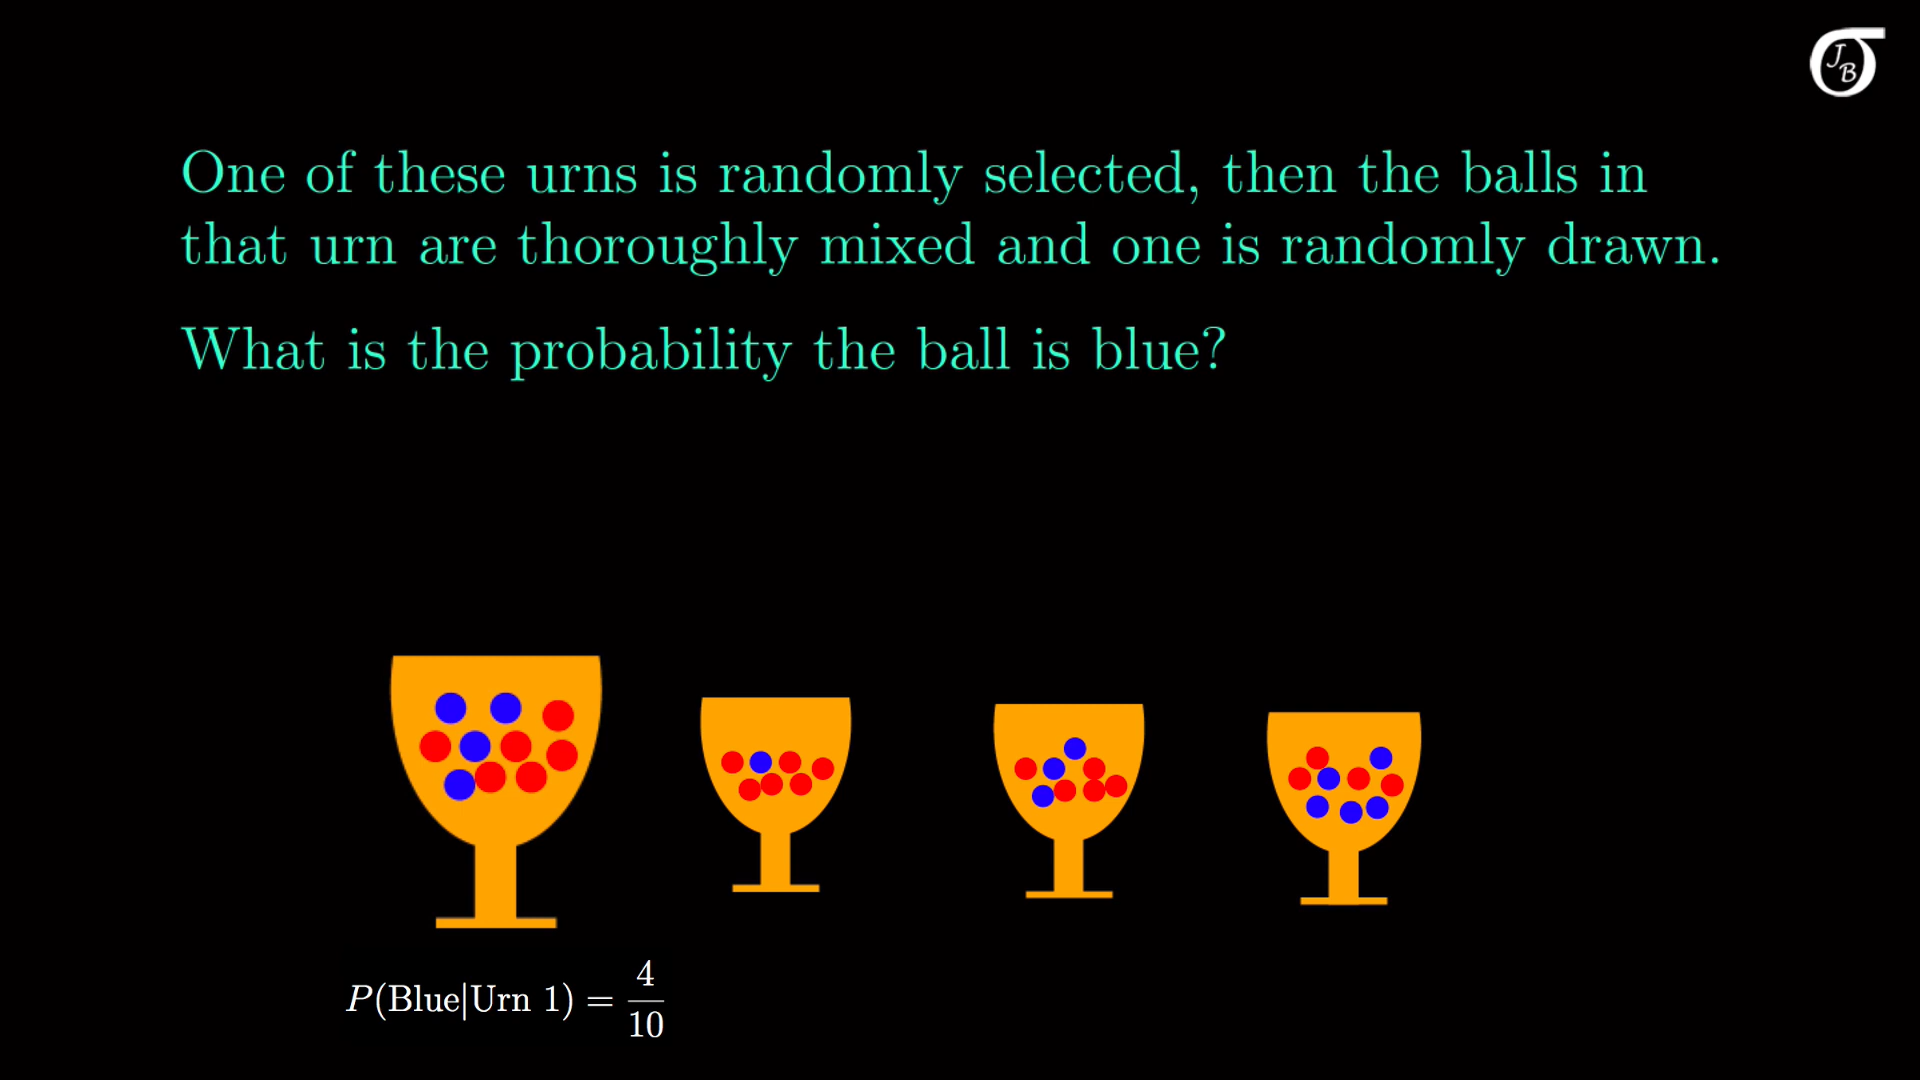 J
B
One of these urns is randomly selected, then the balls in
that urn are thoroughly mixed and one is randomly drawn.
What is the probability the ball is blue?
P(Blue|Urn 1) = 4/10